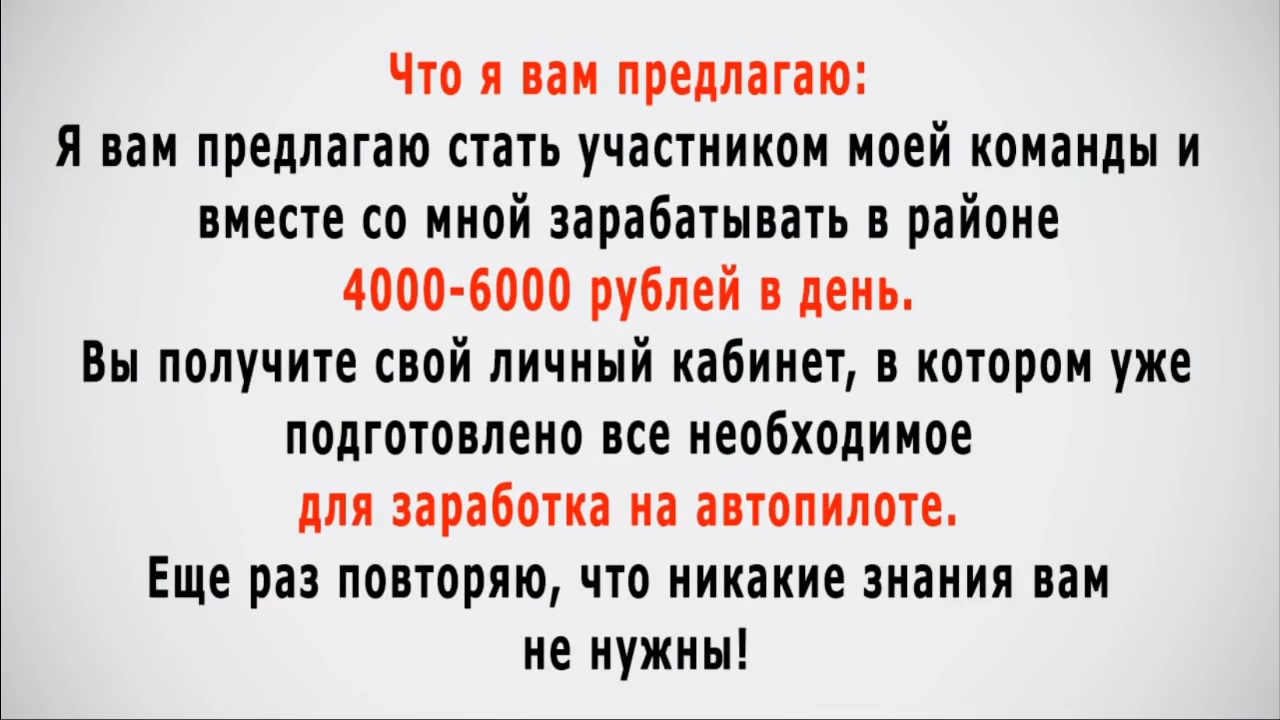 Что я вам предлагаю:
Я вам предлагаю стать участником моей команды и
вместе со мной зарабатывать в районе
4000-6000 рублей в день.
Вы получите свой личный кабинет, в котором уже
подготовлено все необходимое
для заработка на автопилоте.
Еще раз повторяю, что никакие знания вам
не нужны!